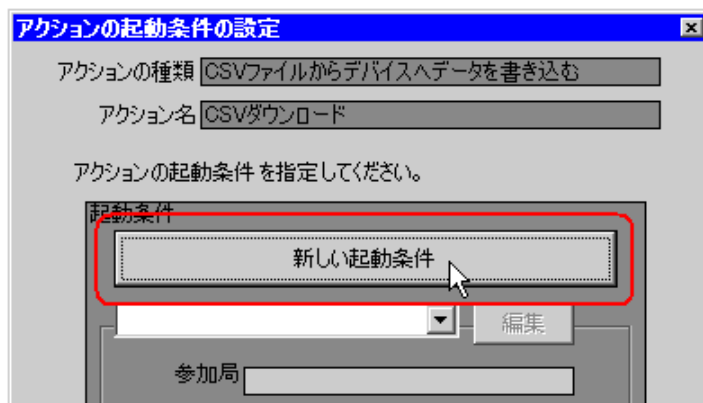 アクションの起動条件の設定
アクションの種類 CSVファイルからデバイスへデータを書き込む
アクション名 CSVダウンロード
アクションの起動条件 を指定してください。
起動条件
新しい起動条件
編集
参加局